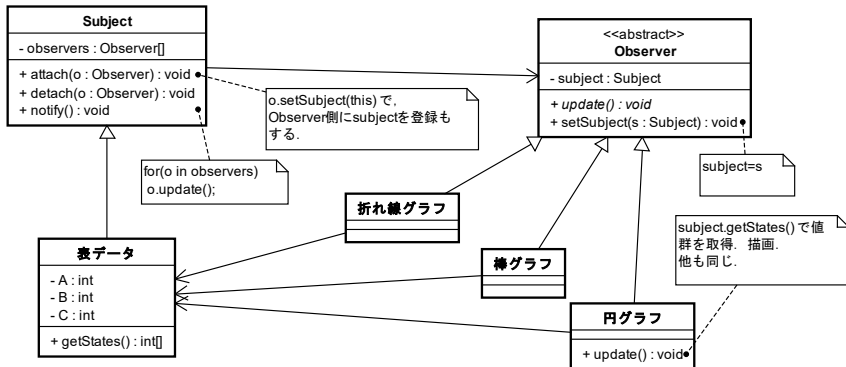 Subject
- observers : Observer[]
+ attach(o : Observer) : void
+ detach(o : Observer) : void
+ notify() : void
<<abstract>>
Observer
- subject : Subject
+ update() : void
+ setSubject(s : Subject) : void
o.setSubject(this) で,
Observer側にsubjectを登録も
する.
for(o in observers)
o.update();
subject=s
折れ線グラフ
subject.getStates() で値
群を取得. 描画.
他も同じ.
表データ
- A : int
- B : int
- C : int
+ getStates() : int[]
棒グラフ
円グラフ
+ update() : void